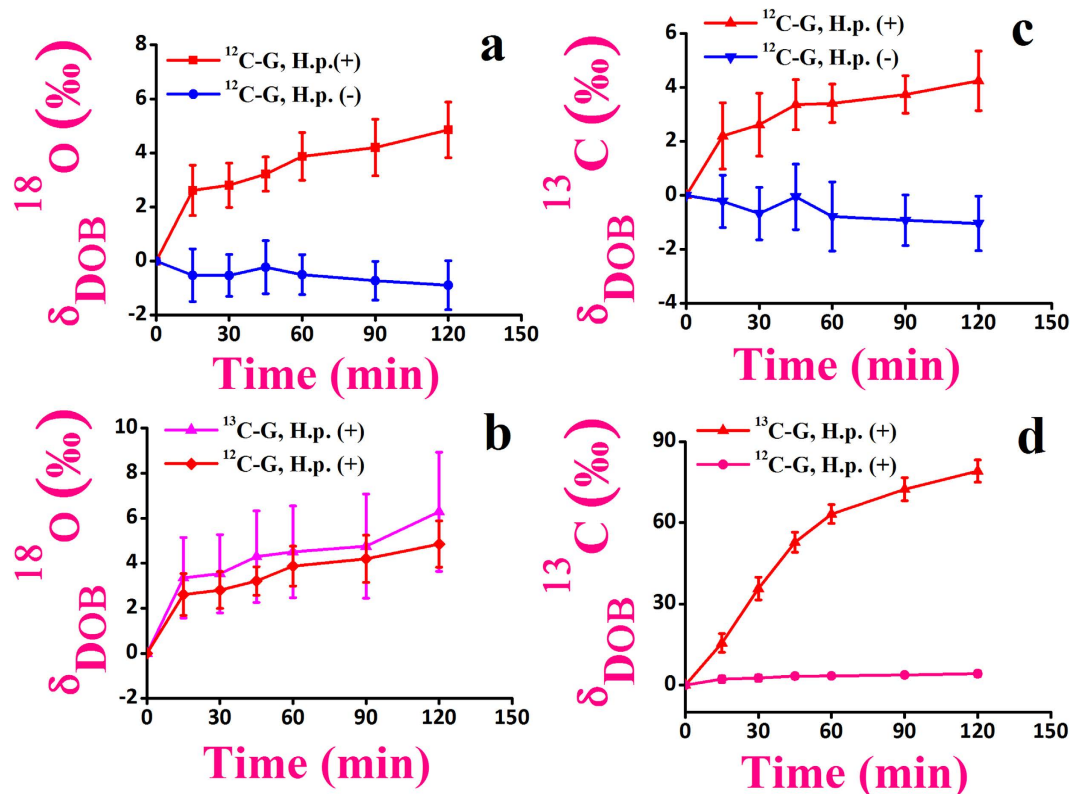 a
¹²C-G, H.p.(+)
¹²C-G, H.p. (-)
8
6
4
2
0
-2
0 30 60 90 120 150
δDOB ¹⁸O (‰)
Time (min)
c
¹²C-G, H.p. (+)
¹²C-G, H.p. (-)
6
4
2
0
-2
-4
0 30 60 90 120 150
δDOB ¹³C (‰)
Time (min)
b
¹³C-G, H.p. (+)
¹²C-G, H.p. (+)
10
8
6
4
2
0
-2
0 30 60 90 120 150
δDOB ¹⁸O (‰)
Time (min)
d
¹³C-G, H.p. (+)
¹²C-G, H.p. (+)
90
60
30
0
0 30 60 90 120 150
δDOB ¹³C (‰)
Time (min)